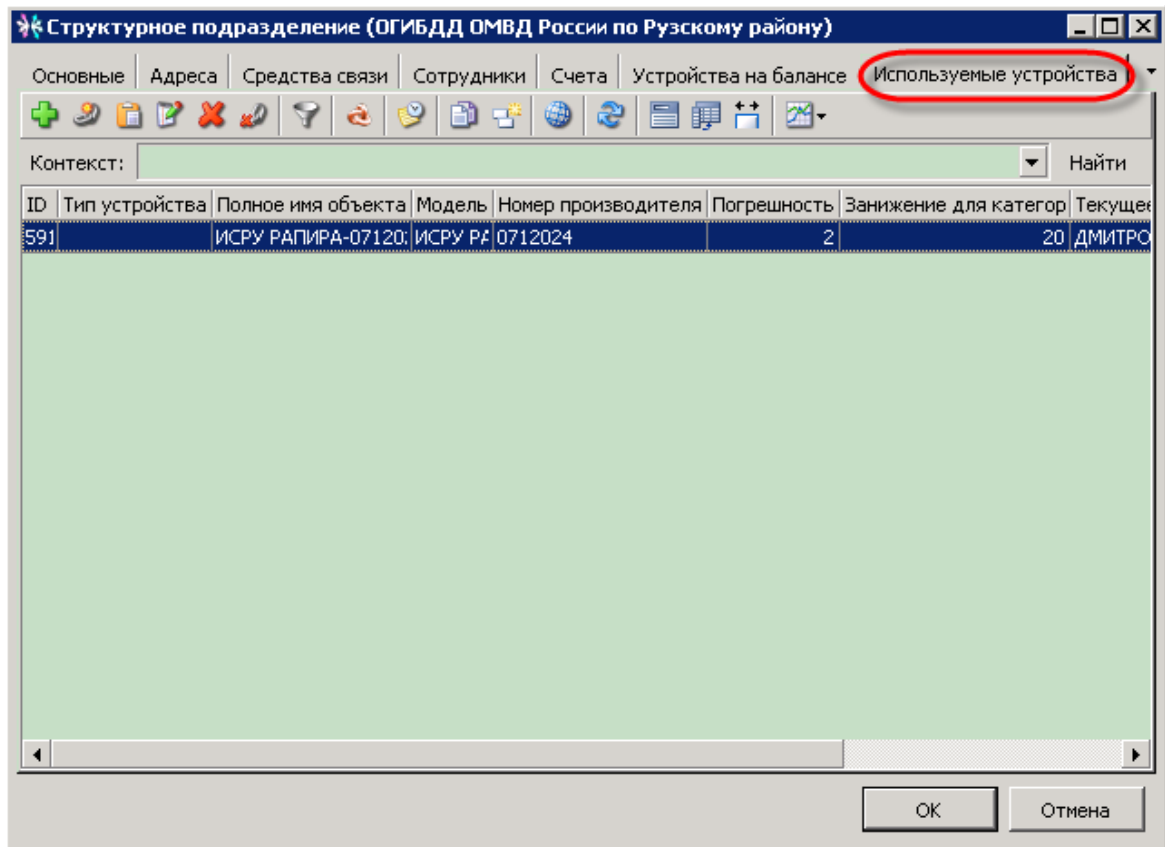 Структурное подразделение (ОГИБДД ОМВД России по Рузскому району)
Основные Адреса Средства связи Сотрудники Счета Устройства на балансе Используемые устройства
Контекст: Найти
ID Тип устройства Полное имя объекта Модель Номер производителя Погрешность Занижение для категор Текущее
591 ИСРУ РАПИРА-07120 ИСРУ РА 0712024 2 20 ДМИТРО
OK Отмена